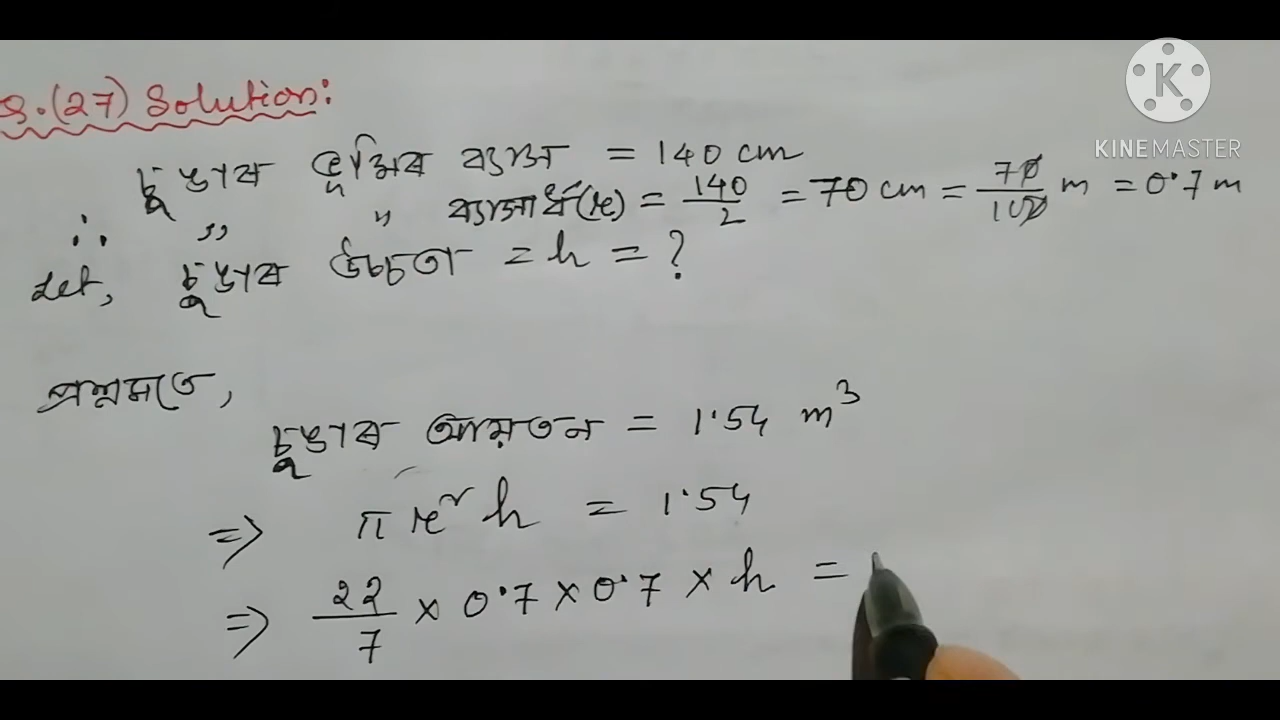 S.(27) Solution:
চুঙাৰ ভূমিৰ ব্যাস = 140 cm
∴ ,, ,, ব্যাসাৰ্ধ(r) = 140/2 = 70 cm = 70/100 m = 0.7 m
Let, চুঙাৰ উচ্চতা = h = ?
প্ৰশ্নমতে,
চুঙাৰ আয়তন = 1.54 m³
⇒ πr²h = 1.54
⇒ 22/7 × 0.7 × 0.7 × h =
K
KINEMASTER